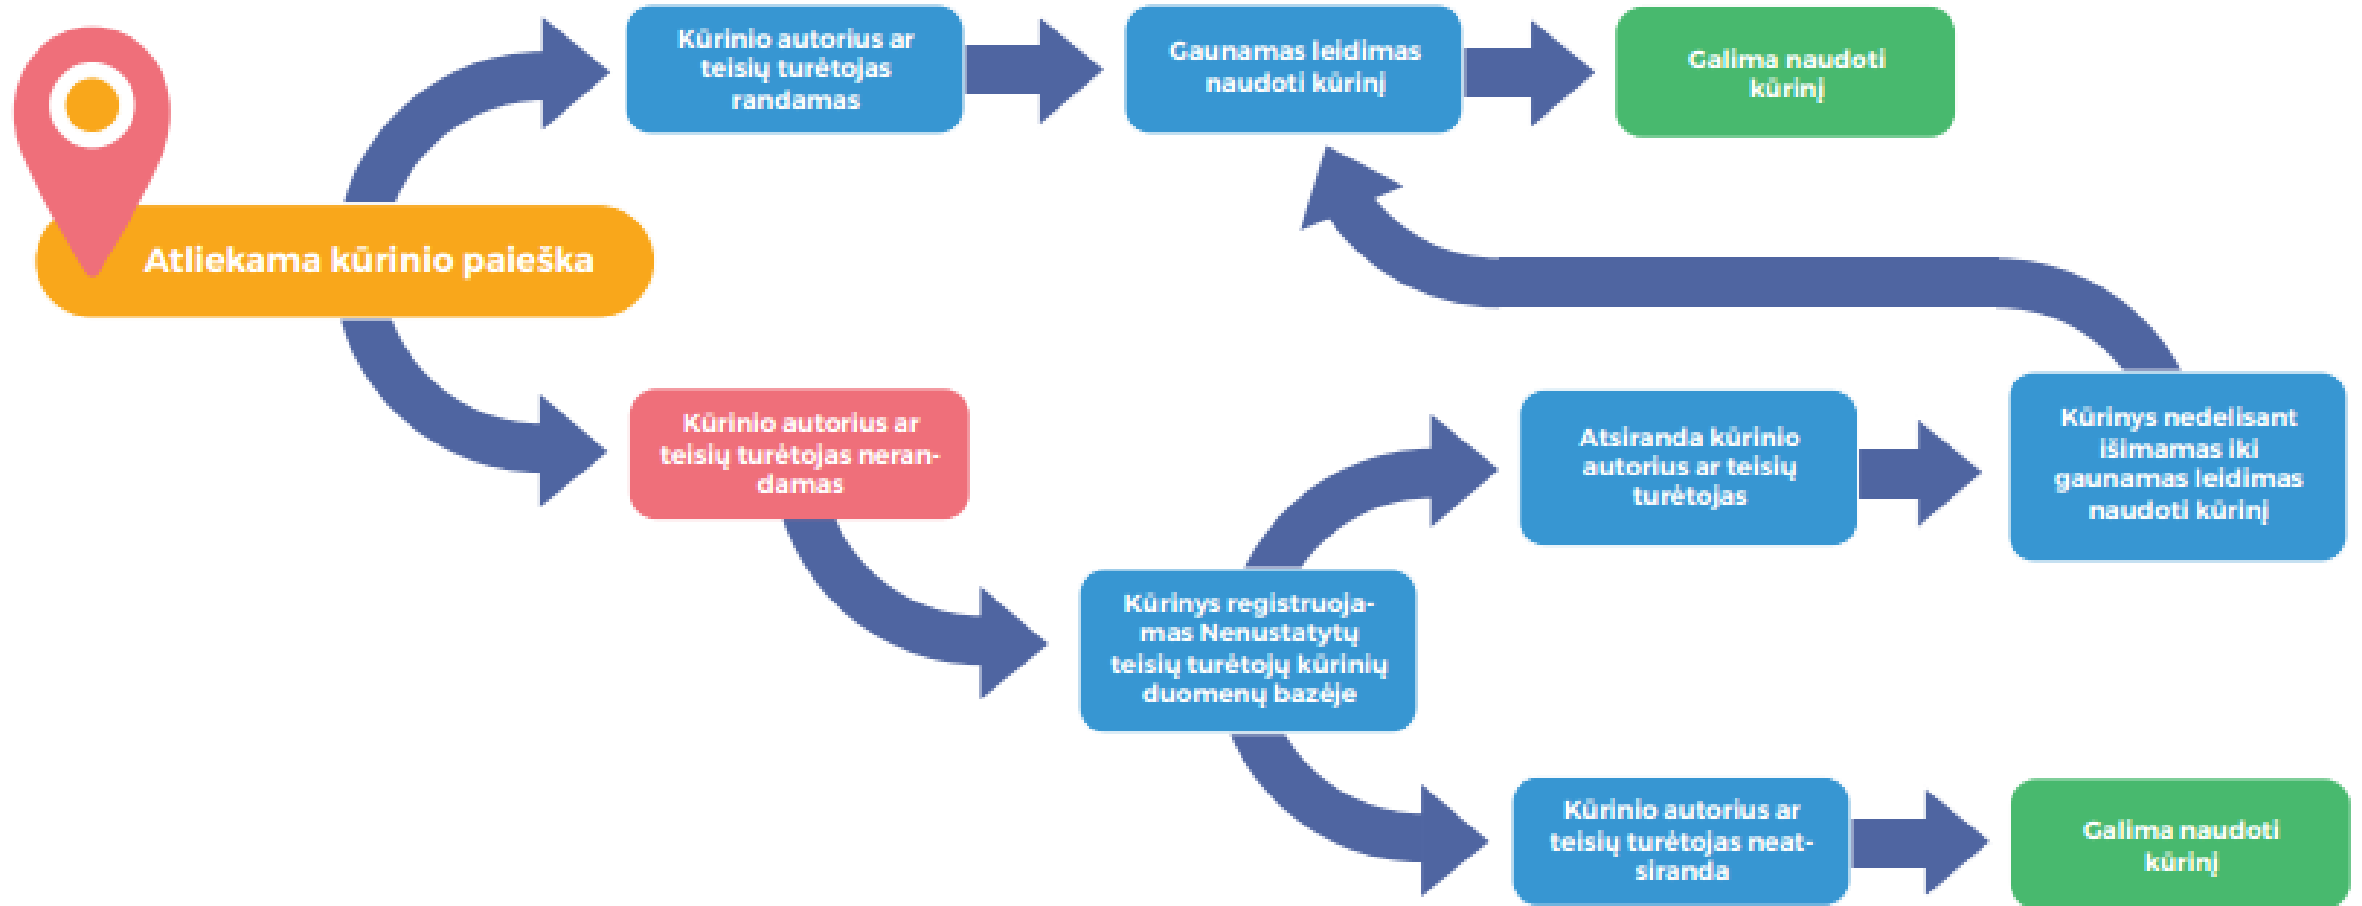 Kūrinio autorius ar
teisių turėtojas
randamas
Gaunamas leidimas
naudoti kūrinį
Galima naudoti
kūrinį
Atliekama kūrinio paieška
Kūrinio autorius ar
teisių turėtojas neran-
damas
Atsiranda kūrinio
autorius ar teisių
turėtojas
Kūrinys nedelisant
išimamas iki
gaunamas leidimas
naudoti kūrinį
Kūrinys registruoja-
mas Nenustatytų
teisių turėtojų kūrinių
duomenų bazėje
Kūrinio autorius ar
teisių turėtojas neat-
siranda
Galima naudoti
kūrinį